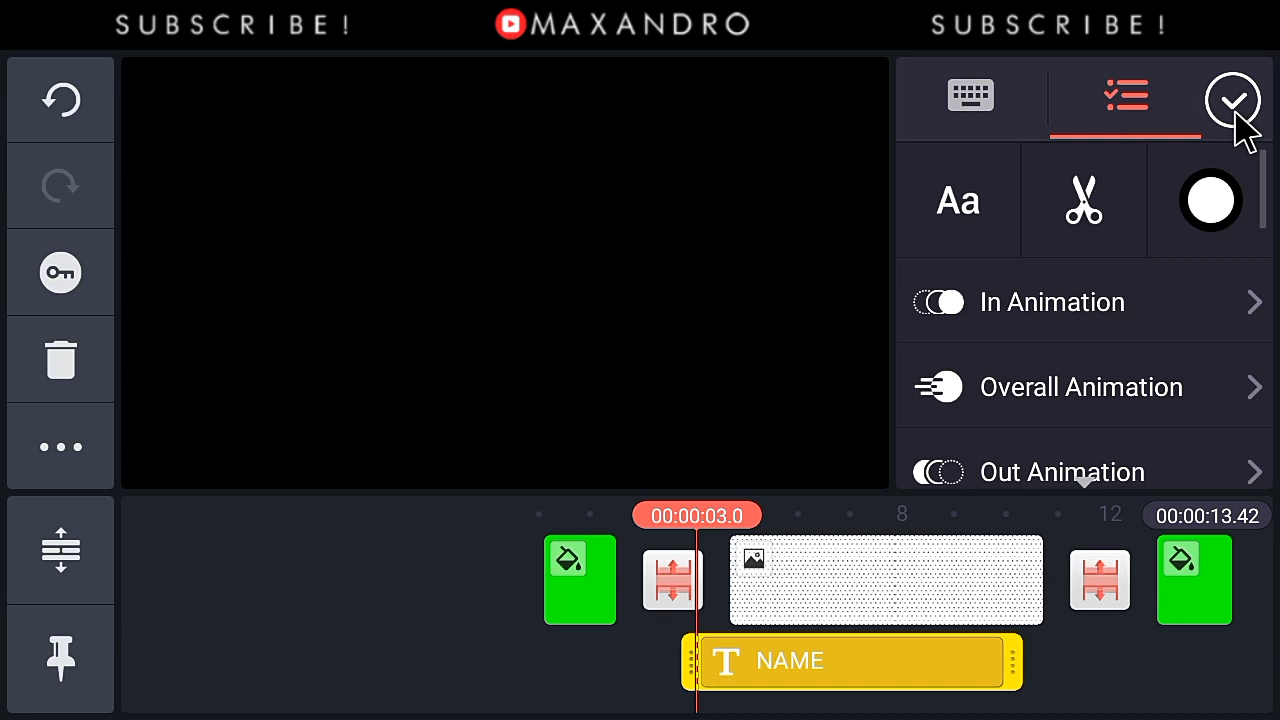 SUBSCRIBE! MAXANDRO SUBSCRIBE!
Aa
In Animation
Overall Animation
Out Animation
00:00:03.0 8 12 00:00:13.42
T NAME